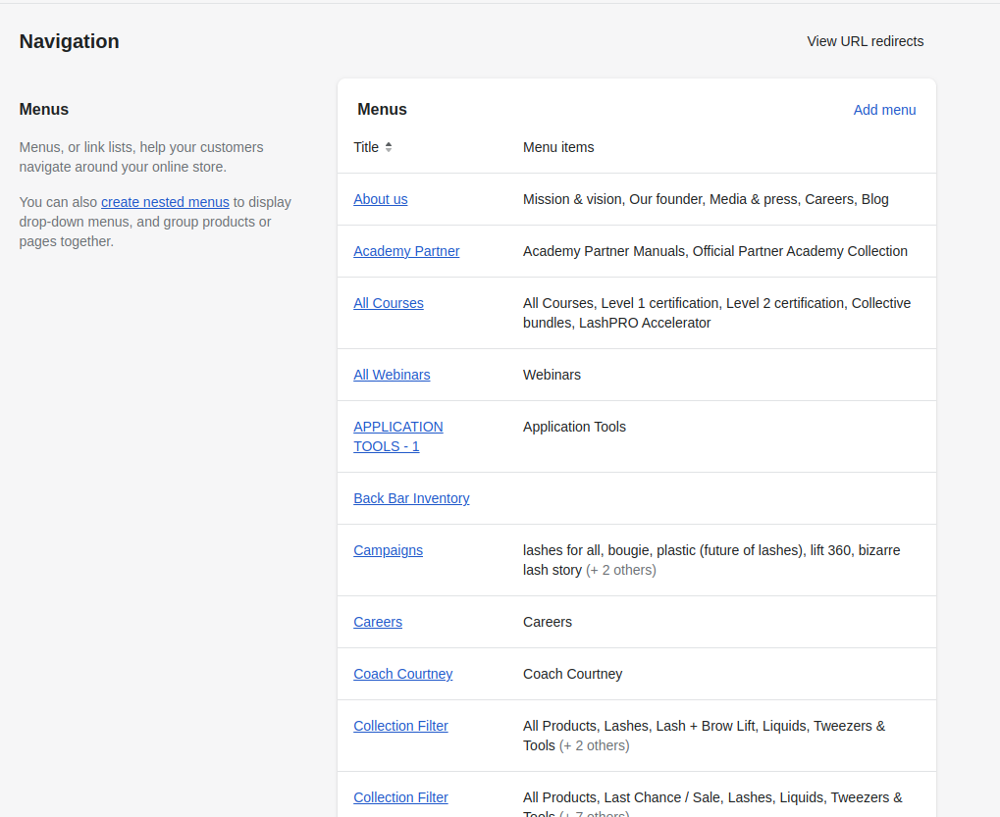 Navigation
View URL redirects
Menus
Menus, or link lists, help your customers
navigate around your online store.
You can also create nested menus to display
drop-down menus, and group products or
pages together.
Menus
Add menu
Title
Menu items
About us
Mission & vision, Our founder, Media & press, Careers, Blog
Academy Partner
Academy Partner Manuals, Official Partner Academy Collection
All Courses
All Courses, Level 1 certification, Level 2 certification, Collective
bundles, LashPRO Accelerator
All Webinars
Webinars
APPLICATION
TOOLS - 1
Application Tools
Back Bar Inventory
Campaigns
lashes for all, bougie, plastic (future of lashes), lift 360, bizarre
lash story (+ 2 others)
Careers
Careers
Coach Courtney
Coach Courtney
Collection Filter
All Products, Lashes, Lash + Brow Lift, Liquids, Tweezers &
Tools (+ 2 others)
Collection Filter
All Products, Last Chance / Sale, Lashes, Liquids, Tweezers &
Tools (+ 7 others)